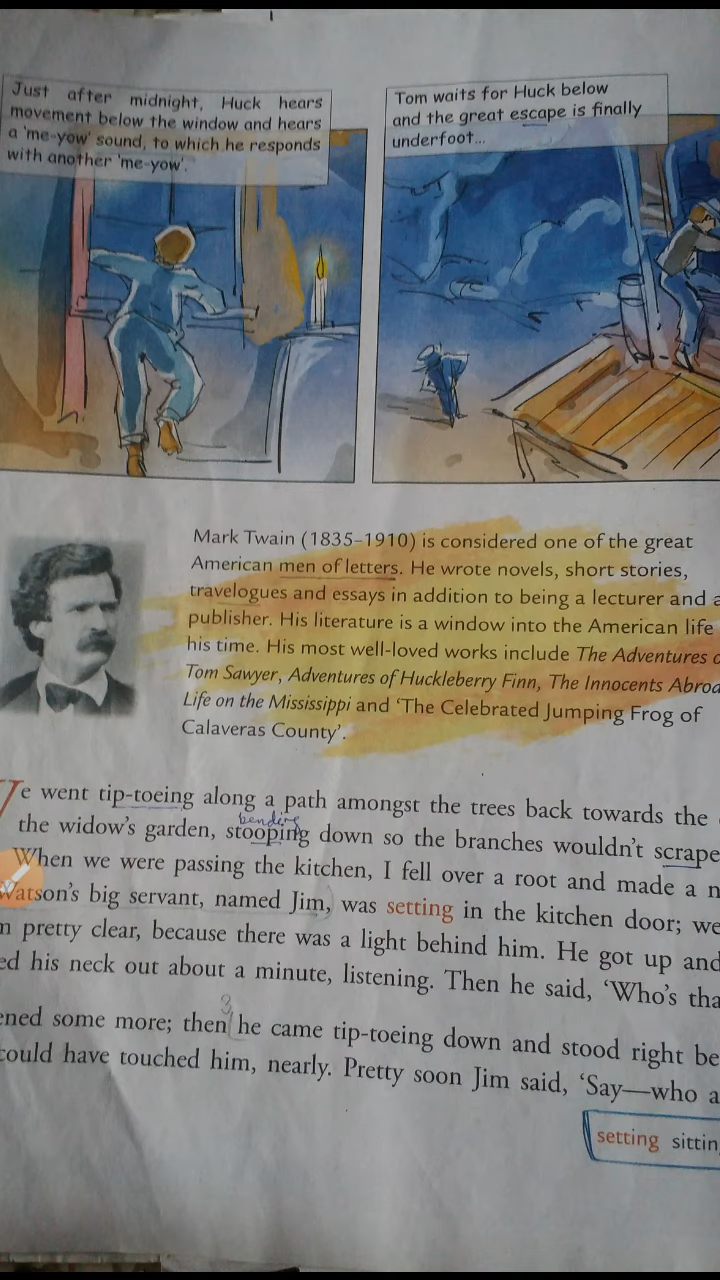 Just after midnight, Huck hears
movement below the window and hears
a 'me-yow' sound, to which he responds
with another 'me-yow'.
Tom waits for Huck below
and the great escape is finally
underfoot...
Mark Twain (1835–1910) is considered one of the great
American men of letters. He wrote novels, short stories,
travelogues and essays in addition to being a lecturer and a
publisher. His literature is a window into the American life
his time. His most well-loved works include The Adventures o
Tom Sawyer, Adventures of Huckleberry Finn, The Innocents Abroa
Life on the Mississippi and 'The Celebrated Jumping Frog of
Calaveras County'.
We went tip-toeing along a path amongst the trees back towards the
bending
the widow's garden, stooping down so the branches wouldn't scrape
When we were passing the kitchen, I fell over a root and made a n
Watson's big servant, named Jim, was setting in the kitchen door; we
m pretty clear, because there was a light behind him. He got up and
ed his neck out about a minute, listening. Then he said, 'Who's tha
3
ened some more; then he came tip-toeing down and stood right be
could have touched him, nearly. Pretty soon Jim said, 'Say—who a
setting sitting